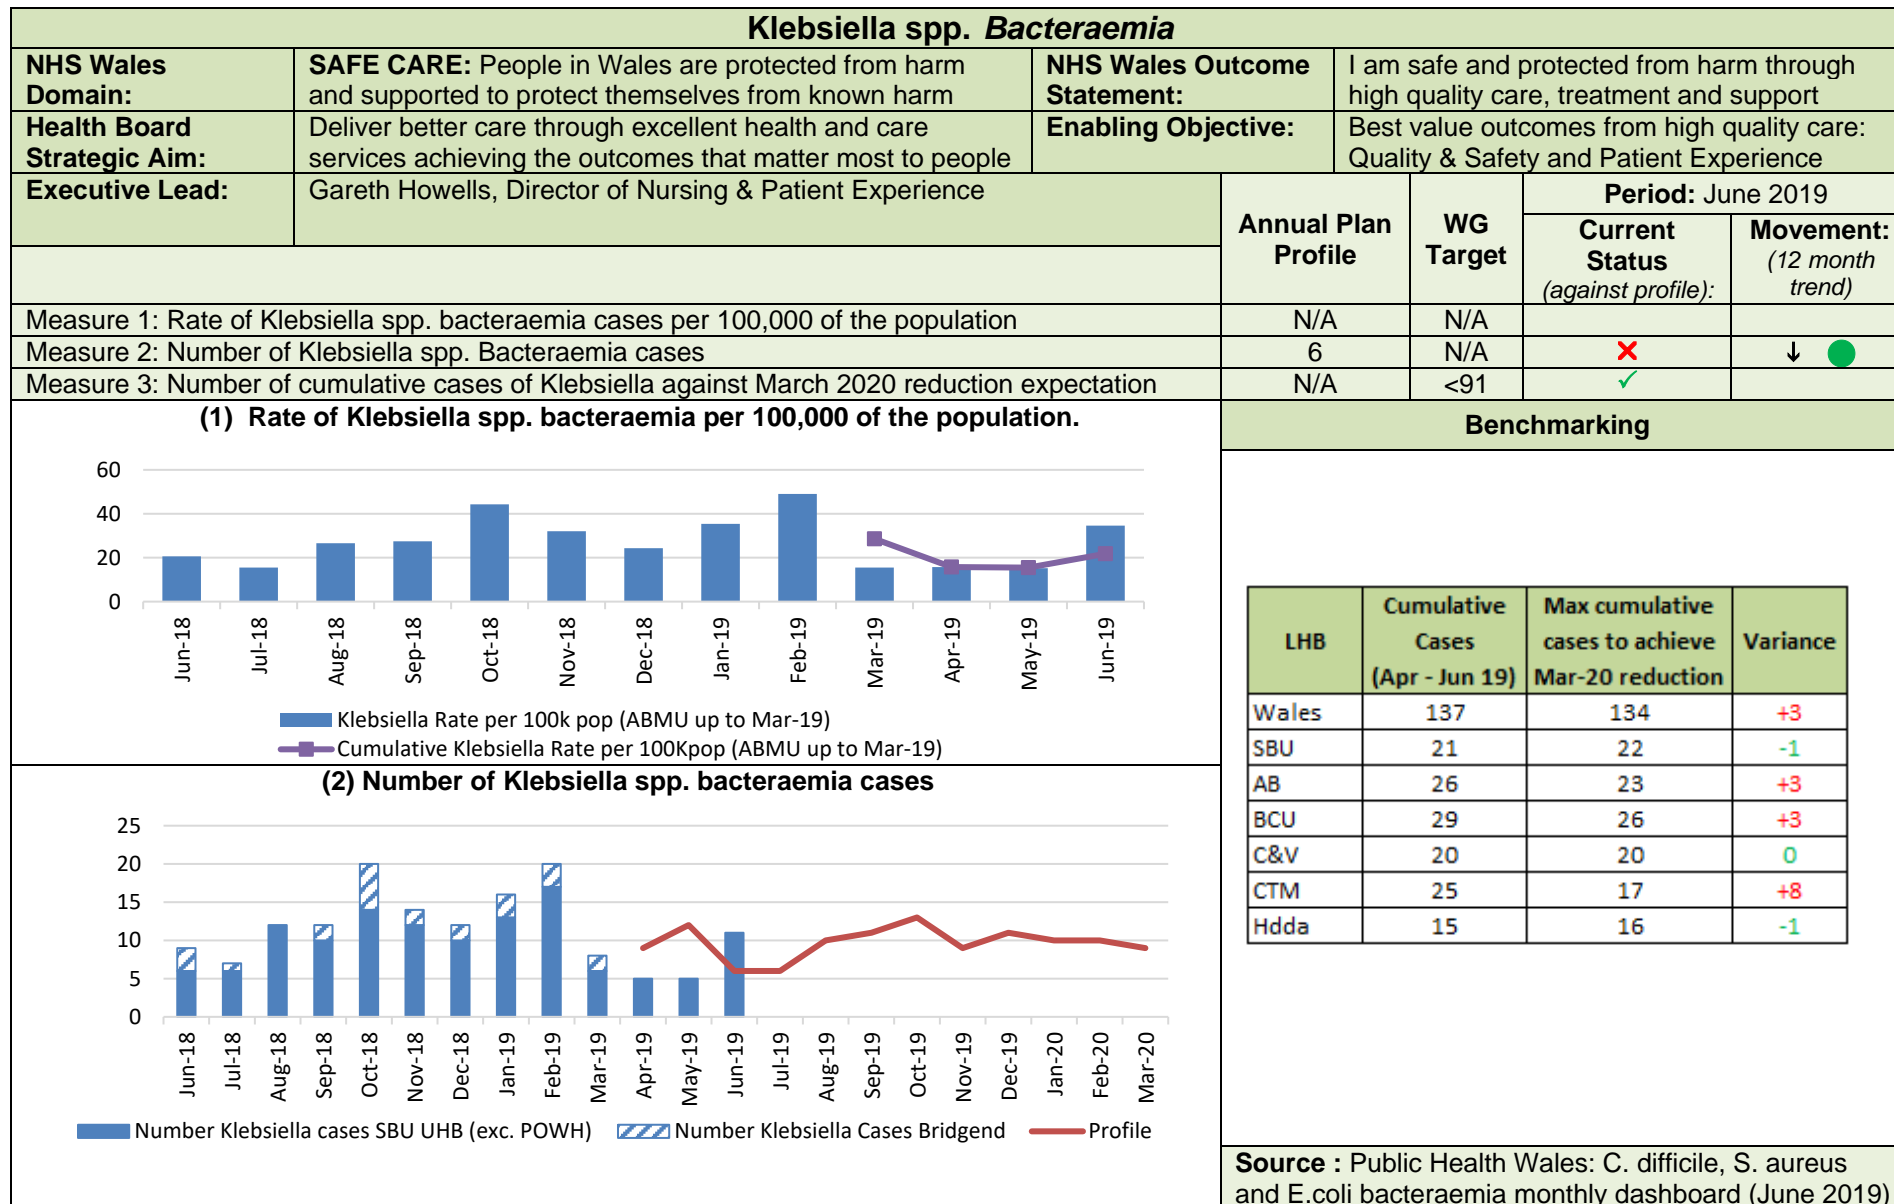 Klebsiella spp. Bacteraemia
NHS Wales
Domain:
SAFE CARE: People in Wales are protected from harm
and supported to protect themselves from known harm
NHS Wales Outcome
Statement:
I am safe and protected from harm through
high quality care, treatment and support
Health Board
Strategic Aim:
Deliver better care through excellent health and care
services achieving the outcomes that matter most to people
Enabling Objective:
Best value outcomes from high quality care:
Quality & Safety and Patient Experience
Executive Lead:
Gareth Howells, Director of Nursing & Patient Experience
Annual Plan
Profile
WG
Target
Period: June 2019
Current
Status
(against profile):
Movement:
(12 month
trend)
Measure 1: Rate of Klebsiella spp. bacteraemia cases per 100,000 of the population N/A N/A
Measure 2: Number of Klebsiella spp. Bacteraemia cases 6 N/A ✗ ↓
Measure 3: Number of cumulative cases of Klebsiella against March 2020 reduction expectation N/A <91 ✓
(1) Rate of Klebsiella spp. bacteraemia per 100,000 of the population.
60
40
20
0
Jun-18 Jul-18 Aug-18 Sep-18 Oct-18 Nov-18 Dec-18 Jan-19 Feb-19 Mar-19 Apr-19 May-19 Jun-19
Klebsiella Rate per 100k pop (ABMU up to Mar-19)
Cumulative Klebsiella Rate per 100Kpop (ABMU up to Mar-19)
(2) Number of Klebsiella spp. bacteraemia cases
25
20
15
10
5
0
Jun-18 Jul-18 Aug-18 Sep-18 Oct-18 Nov-18 Dec-18 Jan-19 Feb-19 Mar-19 Apr-19 May-19 Jun-19 Jul-19 Aug-19 Sep-19 Oct-19 Nov-19 Dec-19 Jan-20 Feb-20 Mar-20
Number Klebsiella cases SBU UHB (exc. POWH) Number Klebsiella Cases Bridgend Profile
Benchmarking
LHB
Cumulative
Cases
(Apr - Jun 19)
Max cumulative
cases to achieve
Mar-20 reduction
Variance
Wales 137 134 +3
SBU 21 22 -1
AB 26 23 +3
BCU 29 26 +3
C&V 20 20 0
CTM 25 17 +8
Hdda 15 16 -1
Source : Public Health Wales: C. difficile, S. aureus
and E.coli bacteraemia monthly dashboard (June 2019)